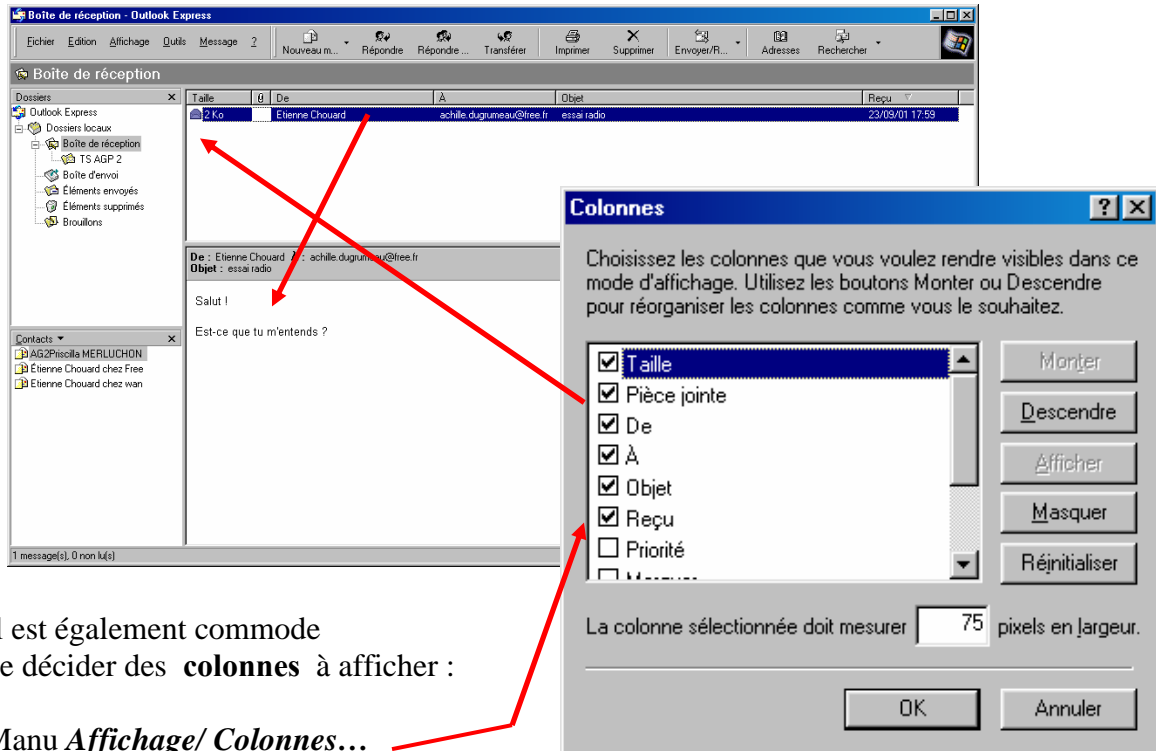 Boîte de réception - Outlook Express
Fichier Edition Affichage Outils Message ?
Nouveau m... Répondre Répondre ... Transférer Imprimer Supprimer Envoyer/R... Adresses Rechercher
Boîte de réception
Dossiers
Outlook Express
Dossiers locaux
Boîte de réception
TS AGP 2
Boîte d'envoi
Éléments envoyés
Éléments supprimés
Brouillons
Taille De À Objet Reçu
2 Ko Etienne Chouard achille.dugrumeau@free.fr essai radio 23/09/01 17:59
De : Etienne Chouard À : achille.dugrumeau@free.fr
Objet : essai radio
Salut !
Est-ce que tu m'entends ?
Contacts
AG2Priscilla MERLUCHON
Étienne Chouard chez Free
Etienne Chouard chez wan
1 message(s), 0 non lu(s)
Colonnes
Choisissez les colonnes que vous voulez rendre visibles dans ce
mode d'affichage. Utilisez les boutons Monter ou Descendre
pour réorganiser les colonnes comme vous le souhaitez.
Taille
Pièce jointe
De
À
Objet
Reçu
Priorité
Monter
Descendre
Afficher
Masquer
Réinitialiser
La colonne sélectionnée doit mesurer 75 pixels en largeur.
OK Annuler
l est également commode
e décider des colonnes à afficher :
Manu Affichage/ Colonnes…